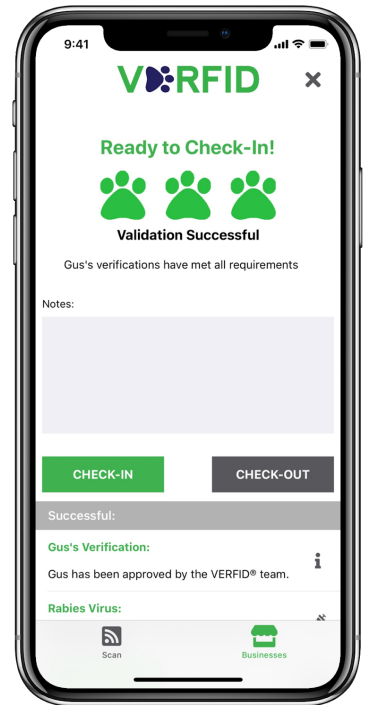 9:41
VERFID
Ready to Check-In!
Validation Successful
Gus's verifications have met all requirements
Notes:
CHECK-IN
CHECK-OUT
Successful:
Gus's Verification:
Gus has been approved by the VERFID® team.
Rabies Virus:
Scan
Businesses